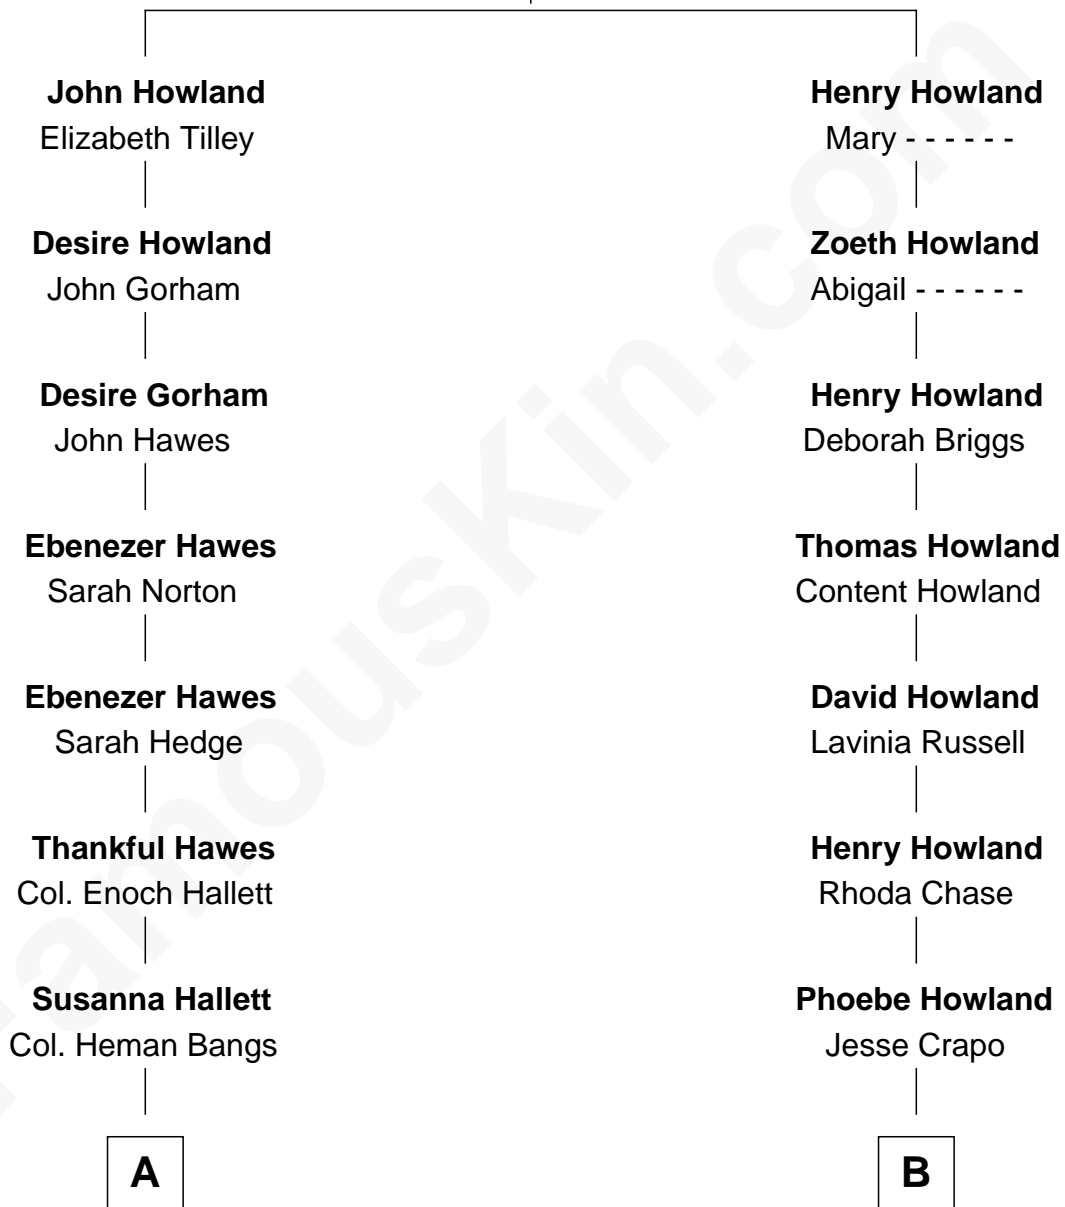 John Howland
Elizabeth Tilley
Desire Howland
John Gorham
Desire Gorham
John Hawes
Ebenezer Hawes
Sarah Norton
Ebenezer Hawes
Sarah Hedge
Thankful Hawes
Col. Enoch Hallett
Susanna Hallett
Col. Heman Bangs
A
Henry Howland
Mary - - - - - -
Zoeth Howland
Abigail - - - - - -
Henry Howland
Deborah Briggs
Thomas Howland
Content Howland
David Howland
Lavinia Russell
Henry Howland
Rhoda Chase
Phoebe Howland
Jesse Crapo
B
FamousKin.com